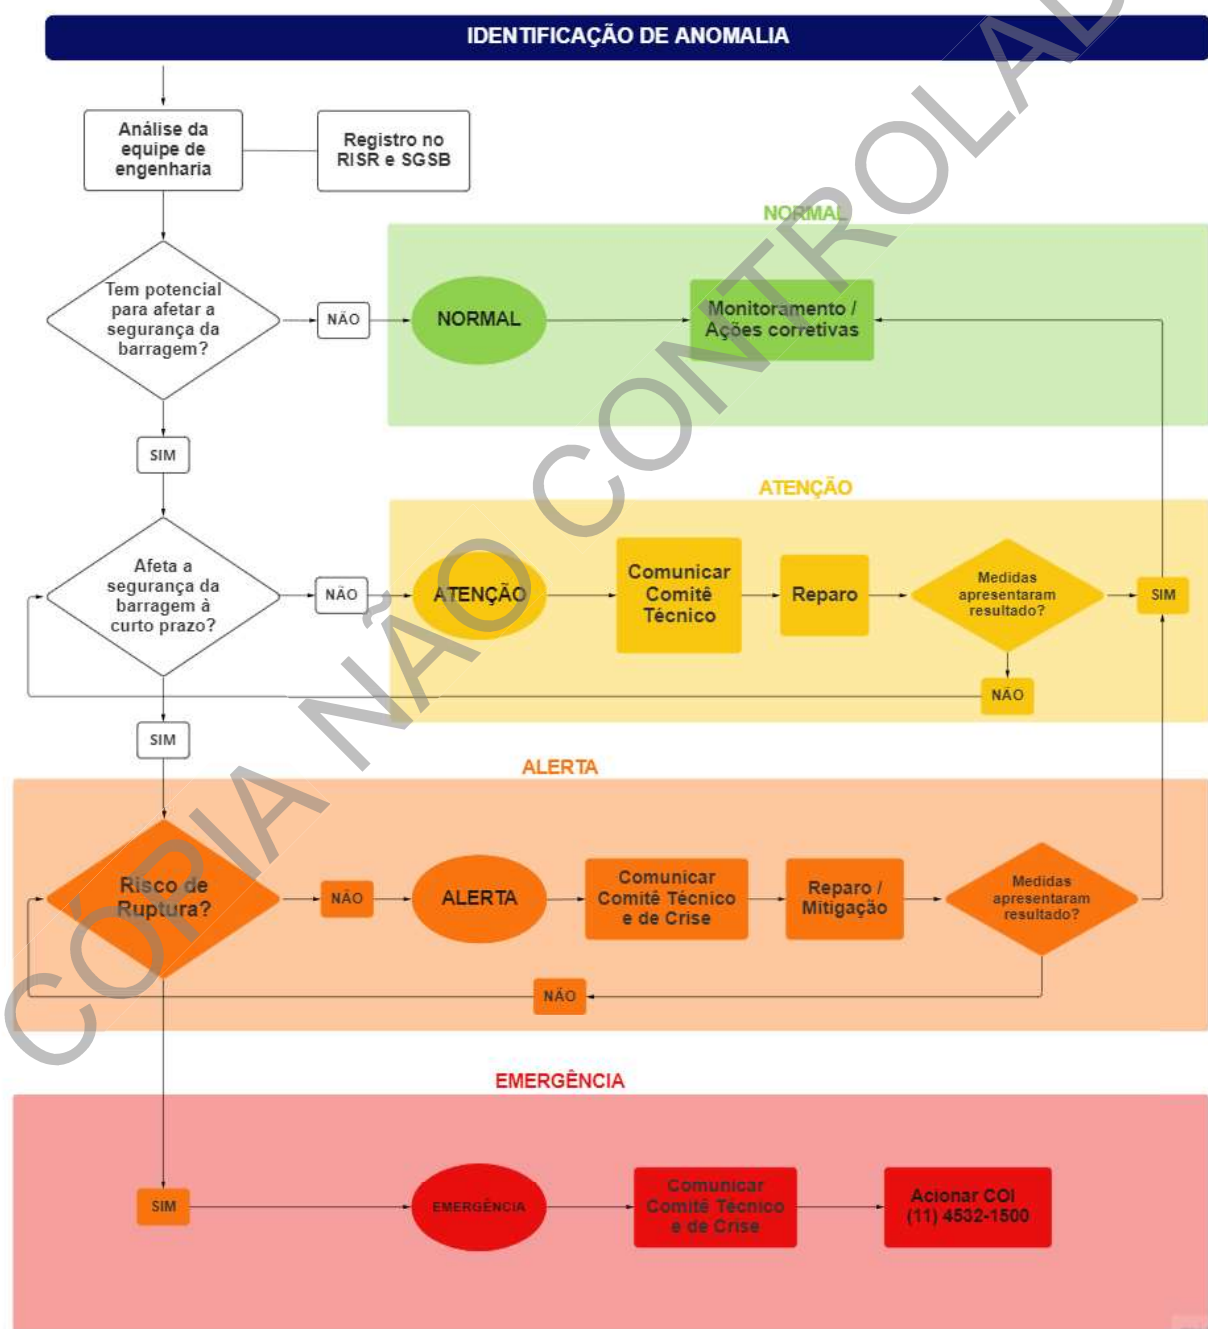 IDENTIFICAÇÃO DE ANOMALIA
Análise da
equipe de
engenharia
Registro no
RISR e SGSB
NORMAL
Tem potencial
para afetar a
segurança da
barragem?
NÃO
NORMAL
Monitoramento /
Ações corretivas
SIM
ATENÇÃO
Afeta a
segurança da
barragem à
curto prazo?
NÃO
ATENÇÃO
Comunicar
Comitê
Técnico
Reparo
Medidas
apresentaram
resultado?
SIM
NÃO
SIM
ALERTA
Risco de
Ruptura?
NÃO
ALERTA
Comunicar
Comitê Técnico
e de Crise
Reparo /
Mitigação
Medidas
apresentaram
resultado?
NÃO
EMERGÊNCIA
SIM
EMERGÊNCIA
Comunicar
Comitê Técnico
e de Crise
Acionar COI
(11) 4532-1500
CÓPIA NÃO CONTROLAD